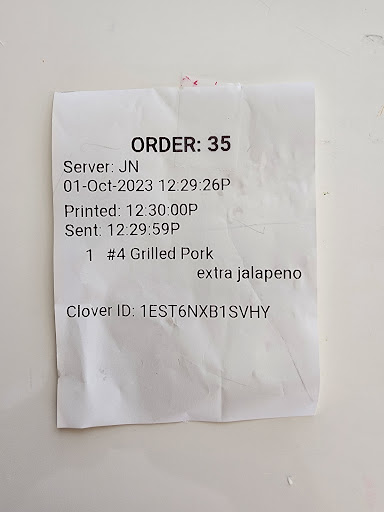 ORDER: 35
Server: JN
01-Oct-2023 12:29:26P
Printed: 12:30:00P
Sent: 12:29:59P
1 #4 Grilled Pork
extra jalapeno
Clover ID: 1EST6NXB1SVHY